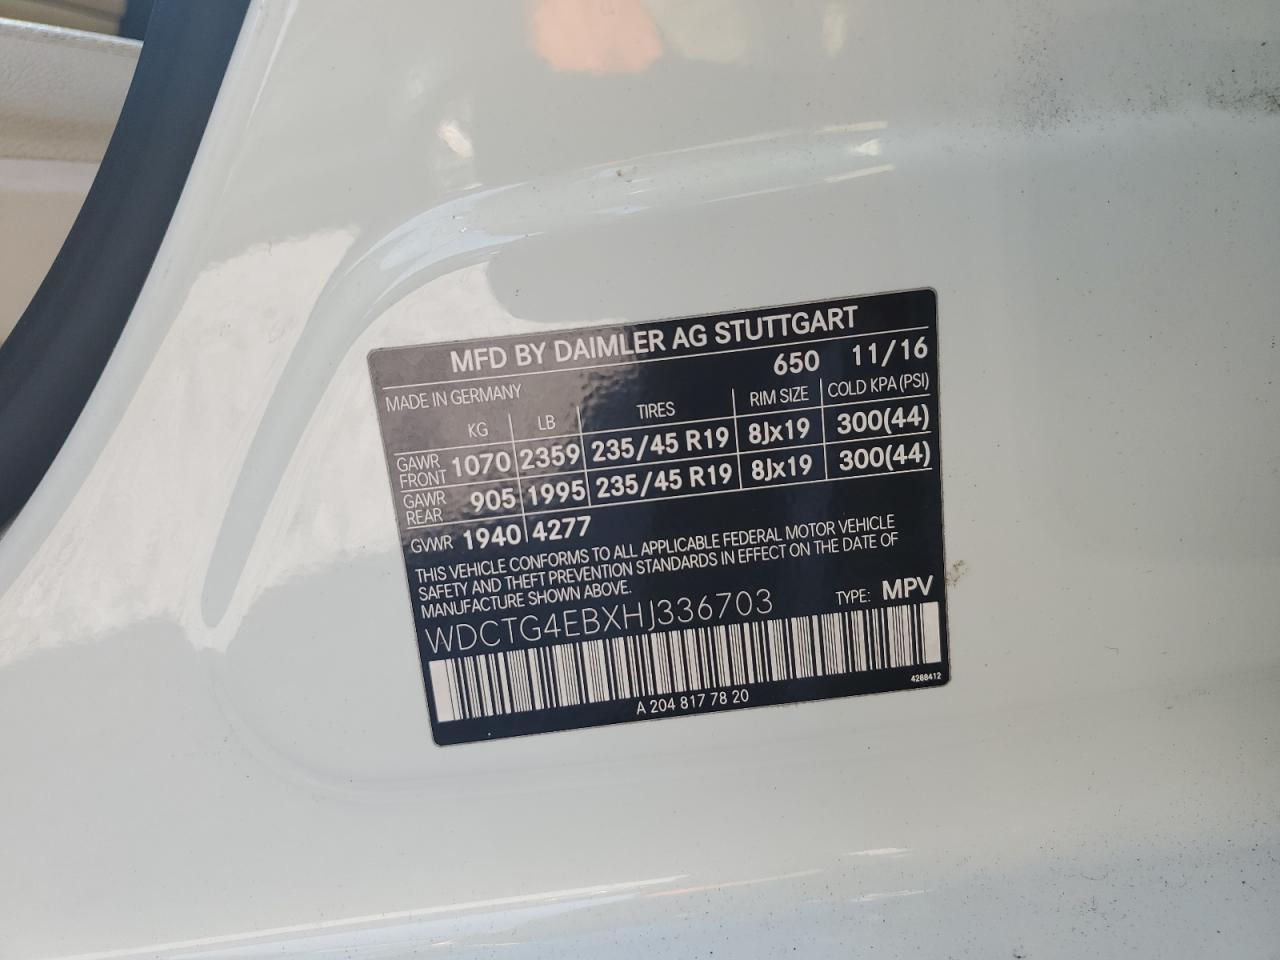 MFD BY DAIMLER AG STUTTGART
650 11/16
MADE IN GERMANY
KG LB TIRES RIM SIZE COLD KPA (PSI)
GAWR FRONT 1070 2359 235/45 R19 8Jx19 300(44)
GAWR REAR 905 1995 235/45 R19 8Jx19 300(44)
GVWR 1940 4277
THIS VEHICLE CONFORMS TO ALL APPLICABLE FEDERAL MOTOR VEHICLE
SAFETY AND THEFT PREVENTION STANDARDS IN EFFECT ON THE DATE OF
MANUFACTURE SHOWN ABOVE.
WDCTG4EBXHJ336703 TYPE: MPV
A 204 817 78 20
4268412